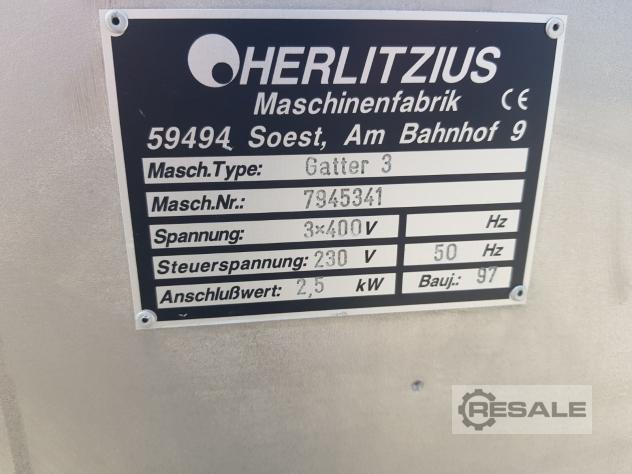 HERLITZIUS
Maschinenfabrik CE
59494 Soest, Am Bahnhof 9
Masch.Type: Gatter 3
Masch.Nr.: 7945341
Spannung: 3×400 V Hz
Steuerspannung: 230 V 50 Hz
Anschlußwert: 2,5 kW Bauj.: 97
RESALE